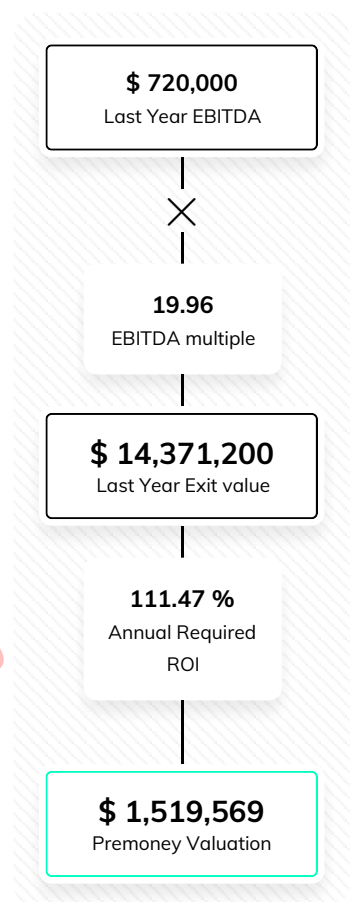 $ 720,000
Last Year EBITDA
19.96
EBITDA multiple
$ 14,371,200
Last Year Exit value
111.47 %
Annual Required
ROI
$ 1,519,569
Premoney Valuation